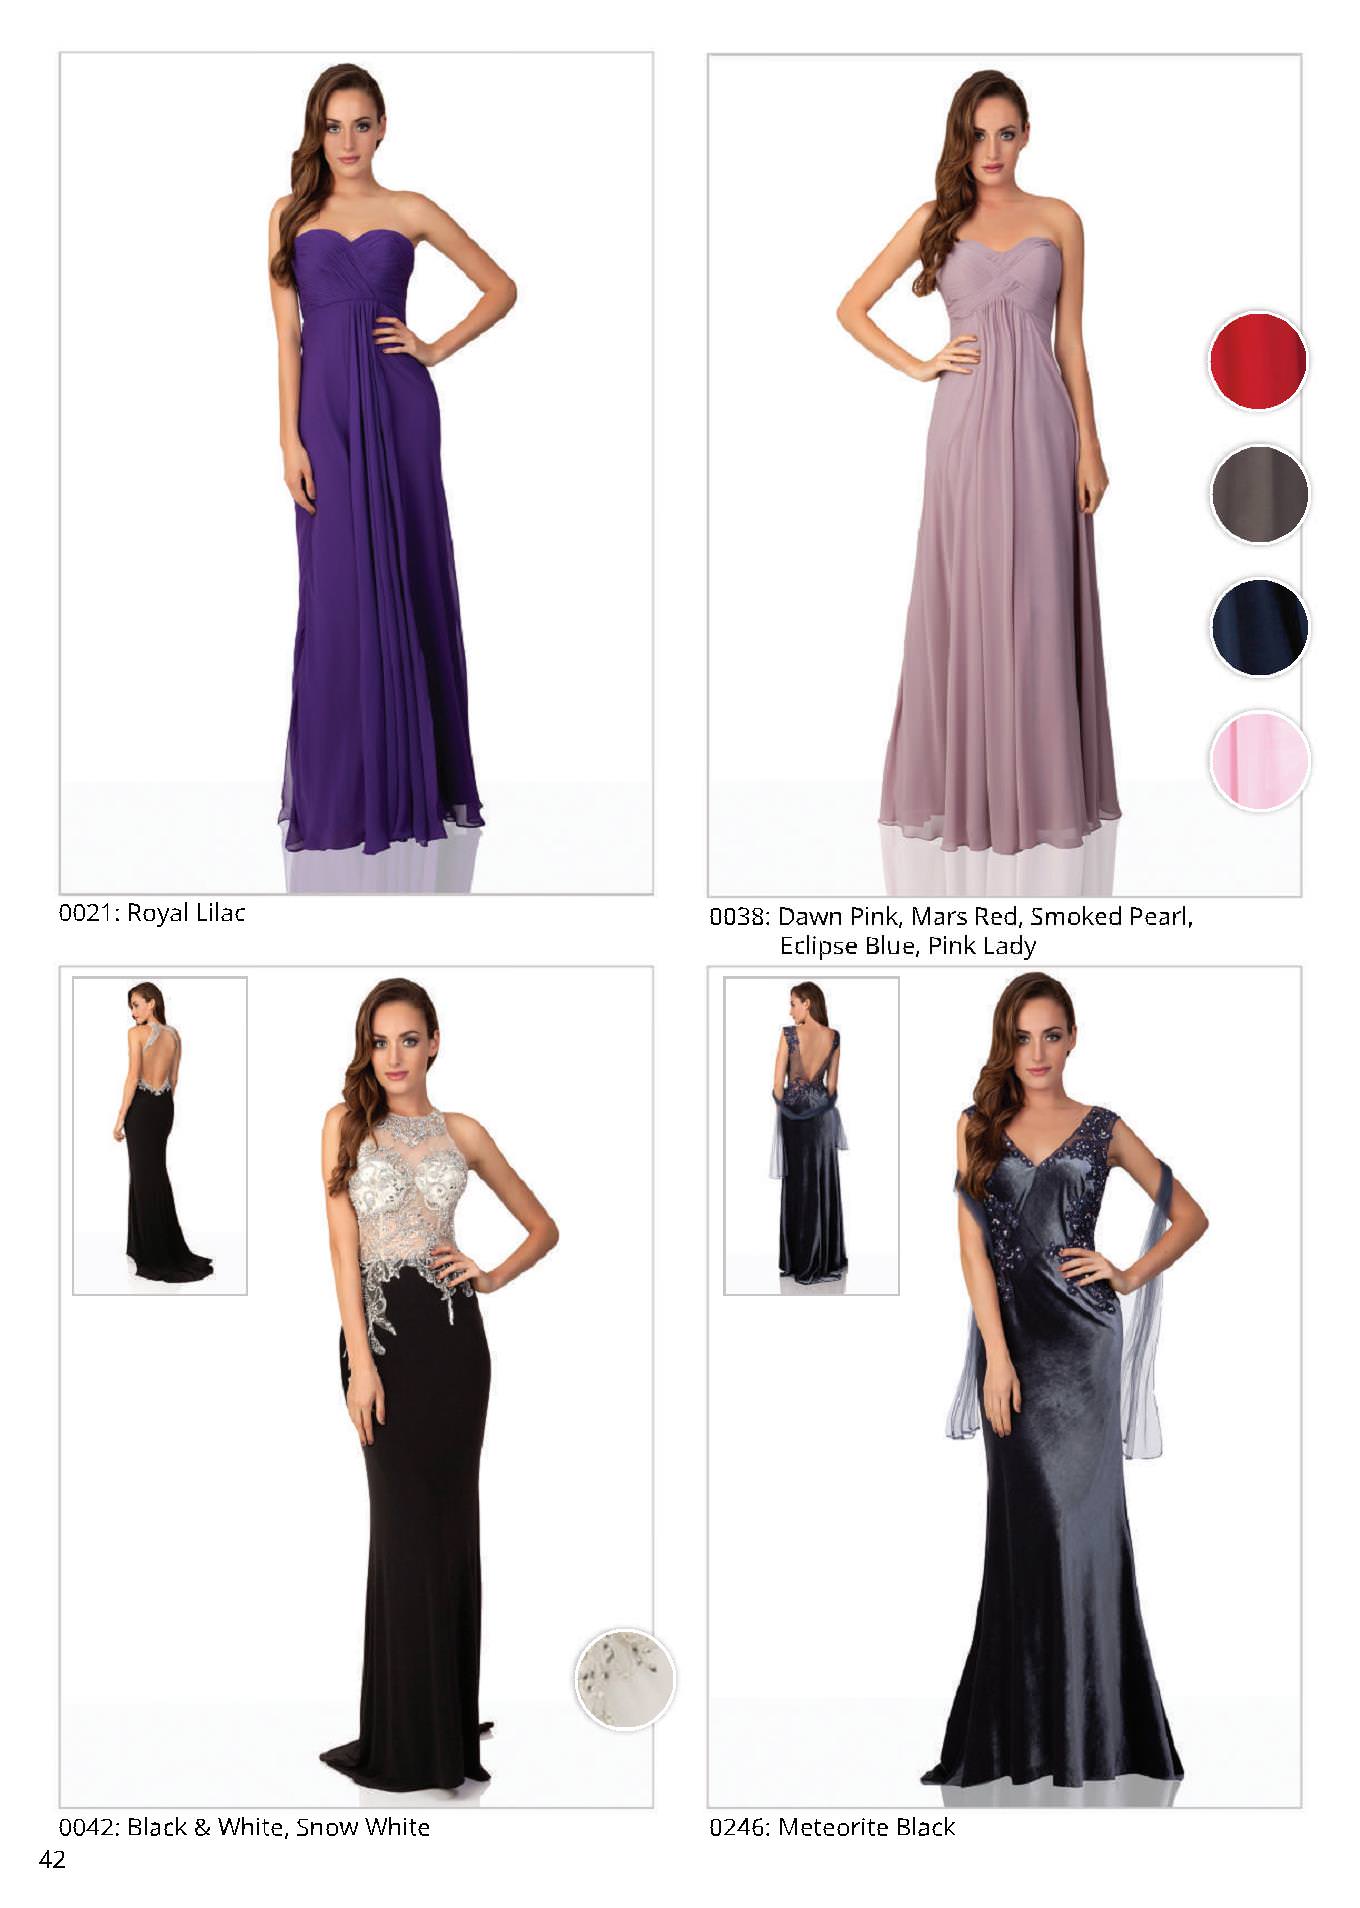 0021: Royal Lilac
0038: Dawn Pink, Mars Red, Smoked Pearl,
Eclipse Blue, Pink Lady
0042: Black & White, Snow White
0246: Meteorite Black
42